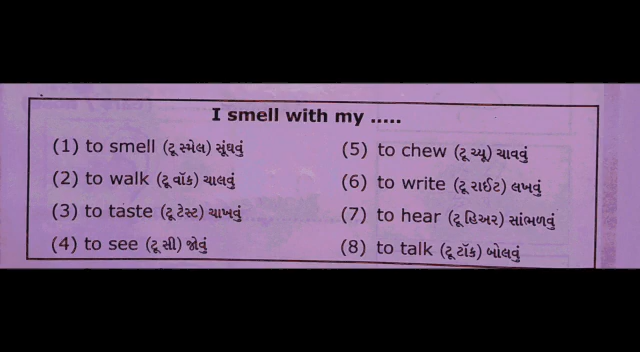 I smell with my .....
(1) to smell (ટૂ સ્મેલ) સૂંઘવું
(2) to walk (ટૂ વૉક) ચાલવું
(3) to taste (ટૂ ટેસ્ટ) ચાખવું
(4) to see (ટૂ સી) જોવું
(5) to chew (ટૂ ચ્યૂ) ચાવવું
(6) to write (ટૂ રાઈટ) લખવું
(7) to hear (ટૂ હિઅર) સાંભળવું
(8) to talk (ટૂ ટૉક) બોલવું